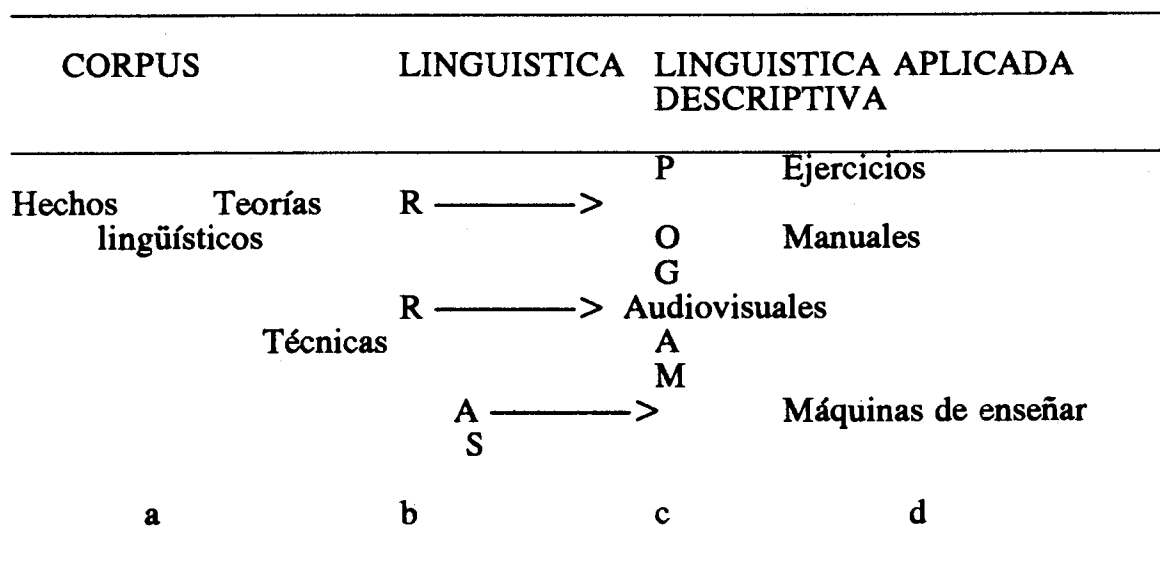 CORPUS LINGUISTICA LINGUISTICA APLICADA
DESCRIPTIVA
P Ejercicios
Hechos Teorías R ———>
lingüísticos O Manuales
G
R ———> Audiovisuales
Técnicas A
M
A ———> Máquinas de enseñar
S
a b c d